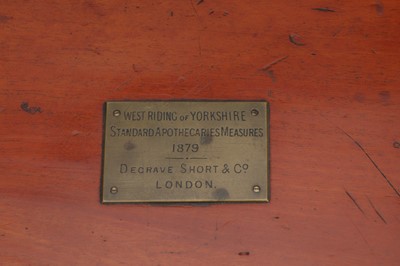 WEST RIDING OF YORKSHIRE
STANDARD APOTHECARIES MEASURES
1879
DEGRAVE SHORT & Cº
LONDON.